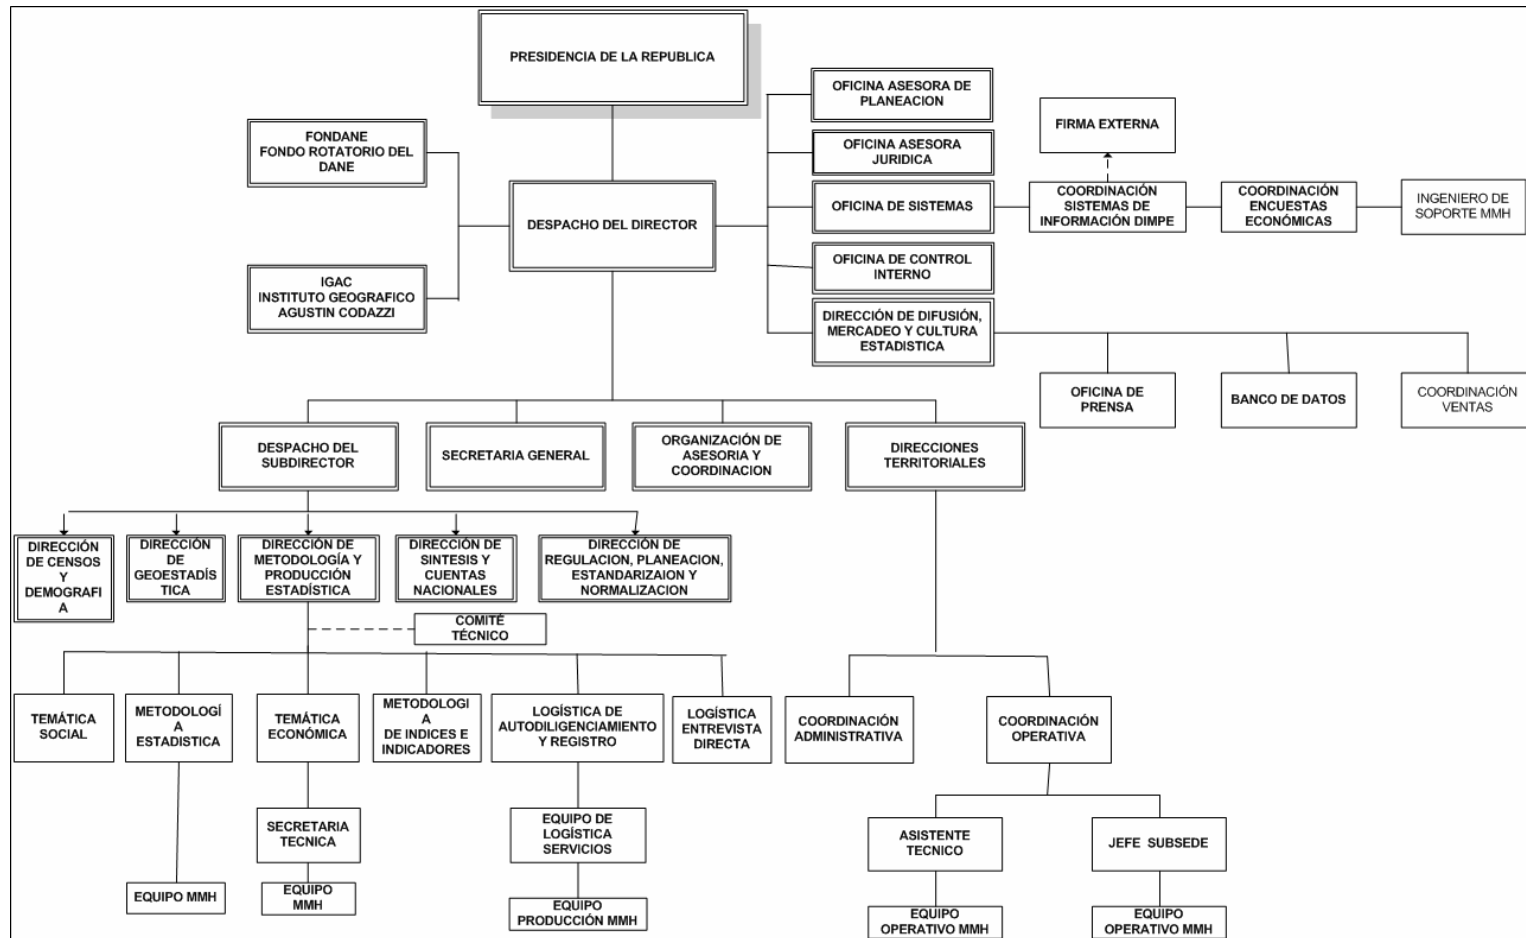 PRESIDENCIA DE LA REPUBLICA
OFICINA ASESORA DE
PLANEACION
FIRMA EXTERNA
FONDANE
FONDO ROTATORIO DEL
DANE
OFICINA ASESORA
JURIDICA
DESPACHO DEL DIRECTOR
OFICINA DE SISTEMAS
COORDINACIÓN
SISTEMAS DE
INFORMACIÓN DIMPE
COORDINACIÓN
ENCUESTAS
ECONÓMICAS
INGENIERO DE
SOPORTE MMH
OFICINA DE CONTROL
INTERNO
IGAC
INSTITUTO GEOGRAFICO
AGUSTIN CODAZZI
DIRECCIÓN DE DIFUSIÓN,
MERCADEO Y CULTURA
ESTADISTICA
OFICINA DE
PRENSA
BANCO DE DATOS
COORDINACIÓN
VENTAS
DESPACHO DEL
SUBDIRECTOR
SECRETARIA GENERAL
ORGANIZACIÓN DE
ASESORIA Y
COORDINACION
DIRECCIONES
TERRITORIALES
DIRECCIÓN
DE CENSOS
Y
DEMOGRAFI
A
DIRECCIÓN
DE
GEOESTADÍS
TICA
DIRECCIÓN DE
METODOLOGÍA Y
PRODUCCIÓN
ESTADÍSTICA
DIRECCIÓN DE
SINTESIS Y
CUENTAS
NACIONALES
DIRECCIÓN DE
REGULACION, PLANEACION,
ESTANDARIZAION Y
NORMALIZACION
COMITÉ
TÉCNICO
TEMÁTICA
SOCIAL
METODOLOGÍ
A
ESTADISTICA
TEMÁTICA
ECONÓMICA
METODOLOGI
A
DE INDICES E
INDICADORES
LOGÍSTICA DE
AUTODILIGENCIAMIENTO
Y REGISTRO
LOGÍSTICA
ENTREVISTA
DIRECTA
COORDINACIÓN
ADMINISTRATIVA
COORDINACIÓN
OPERATIVA
SECRETARIA
TECNICA
EQUIPO DE
LOGÍSTICA
SERVICIOS
ASISTENTE
TECNICO
JEFE SUBSEDE
EQUIPO MMH
EQUIPO
MMH
EQUIPO
PRODUCCIÓN MMH
EQUIPO
OPERATIVO MMH
EQUIPO
OPERATIVO MMH